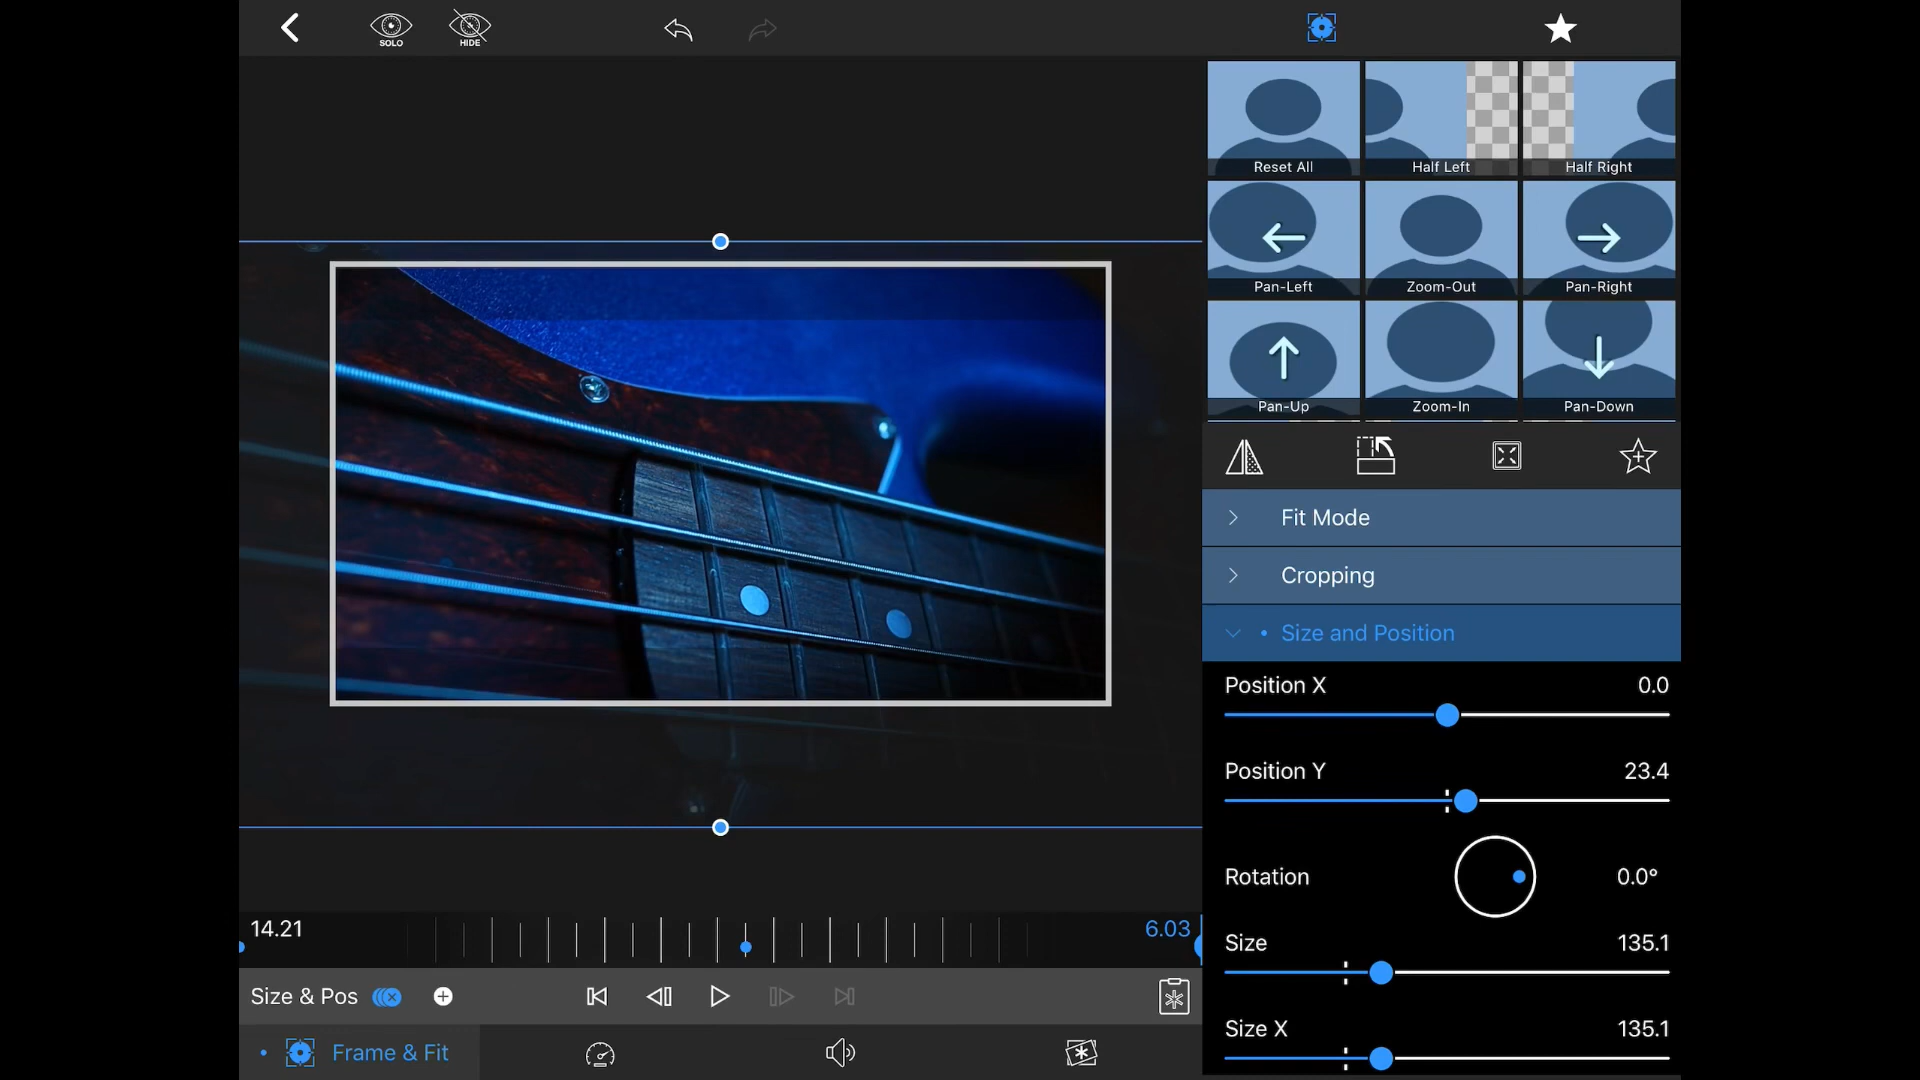 SOLO
HIDE
Reset All
Half Left
Half Right
Pan-Left
Zoom-Out
Pan-Right
Pan-Up
Zoom-In
Pan-Down
Fit Mode
Cropping
Size and Position
Position X 0.0
Position Y 23.4
Rotation 0.0°
Size 135.1
Size X 135.1
14.21
6.03
Size & Pos
Frame & Fit